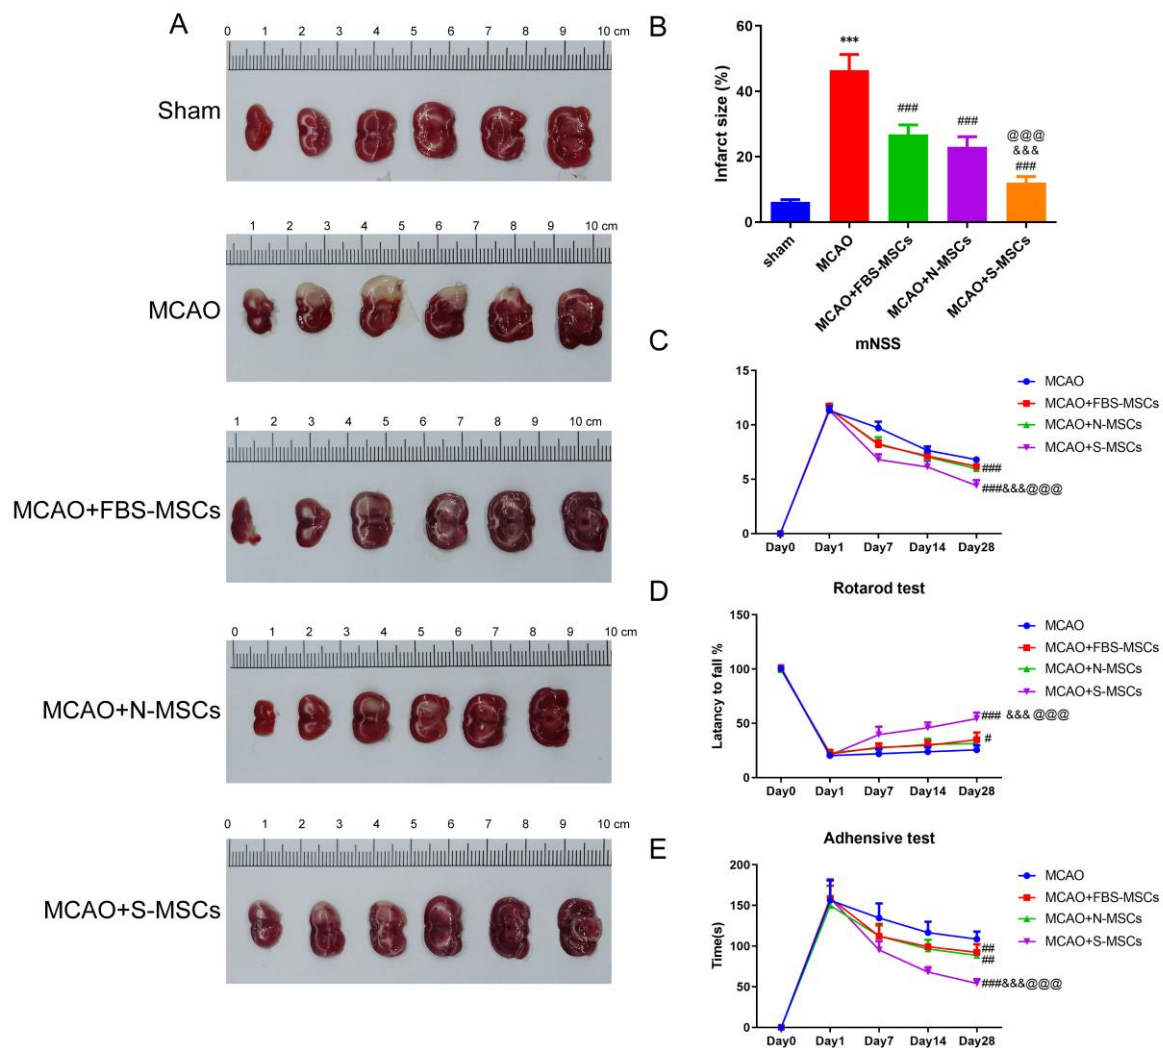 A
0 1 2 3 4 5 6 7 8 9 10 cm
Sham
1 2 3 4 5 6 7 8 9 10 cm
MCAO
1 2 3 4 5 6 7 8 9 10 cm
MCAO+FBS-MSCs
0 1 2 3 4 5 6 7 8 9 10 cm
MCAO+N-MSCs
0 1 2 3 4 5 6 7 8 9 10 cm
MCAO+S-MSCs
B
Infarct size (%)
60
40
20
0
***
###
###
@@@
&&&
###
sham
MCAO
MCAO+FBS-MSCs
MCAO+N-MSCs
MCAO+S-MSCs
C
mNSS
15
10
5
0
Day0 Day1 Day7 Day14 Day28
MCAO
MCAO+FBS-MSCs
MCAO+N-MSCs
MCAO+S-MSCs
###
###&&&@@@
D
Rotarod test
Latancy to fall %
150
100
50
0
Day0 Day1 Day7 Day14 Day28
MCAO
MCAO+FBS-MSCs
MCAO+N-MSCs
MCAO+S-MSCs
### &&& @@@
#
E
Adhensive test
Time(s)
200
150
100
50
0
Day0 Day1 Day7 Day14 Day28
MCAO
MCAO+FBS-MSCs
MCAO+N-MSCs
MCAO+S-MSCs
##
##
###&&&@@@